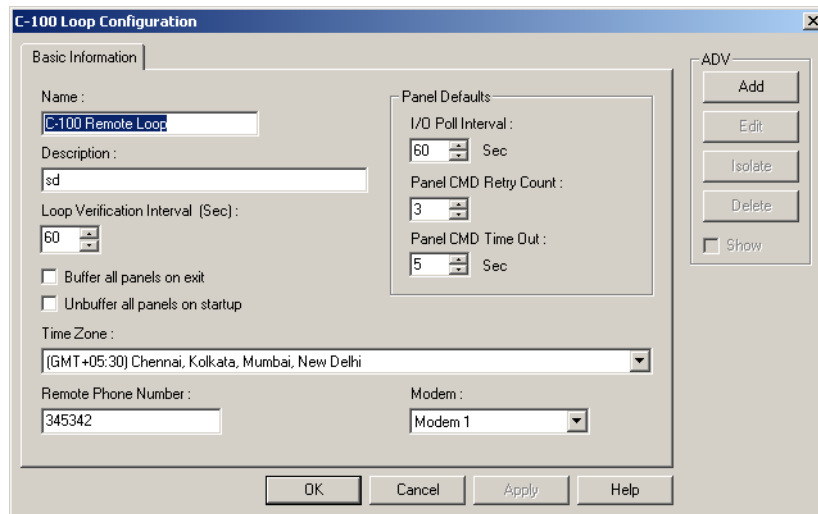 C-100 Loop Configuration
Basic Information
Name :
C-100 Remote Loop
Description :
sd
Loop Verification Interval (Sec) :
60
Buffer all panels on exit
Unbuffer all panels on startup
Panel Defaults
I/O Poll Interval :
60 Sec
Panel CMD Retry Count :
3
Panel CMD Time Out :
5 Sec
Time Zone :
(GMT+05:30) Chennai, Kolkata, Mumbai, New Delhi
Remote Phone Number :
345342
Modem :
Modem 1
ADV
Add
Edit
Isolate
Delete
Show
OK Cancel Apply Help